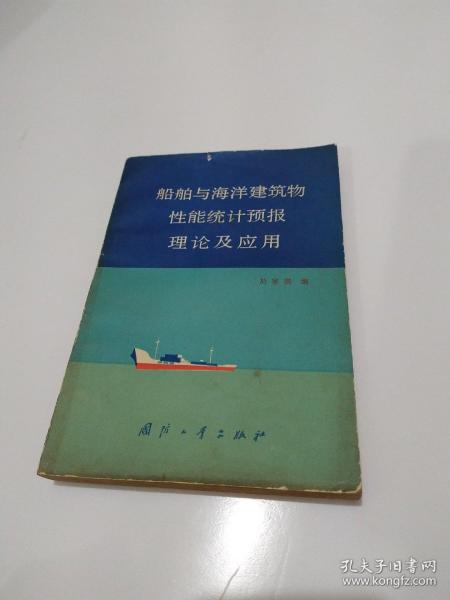 船舶与海洋建筑物
性能统计预报
理论及应用
编
国防工业出版社
孔夫子旧书网
www.kongfz.com